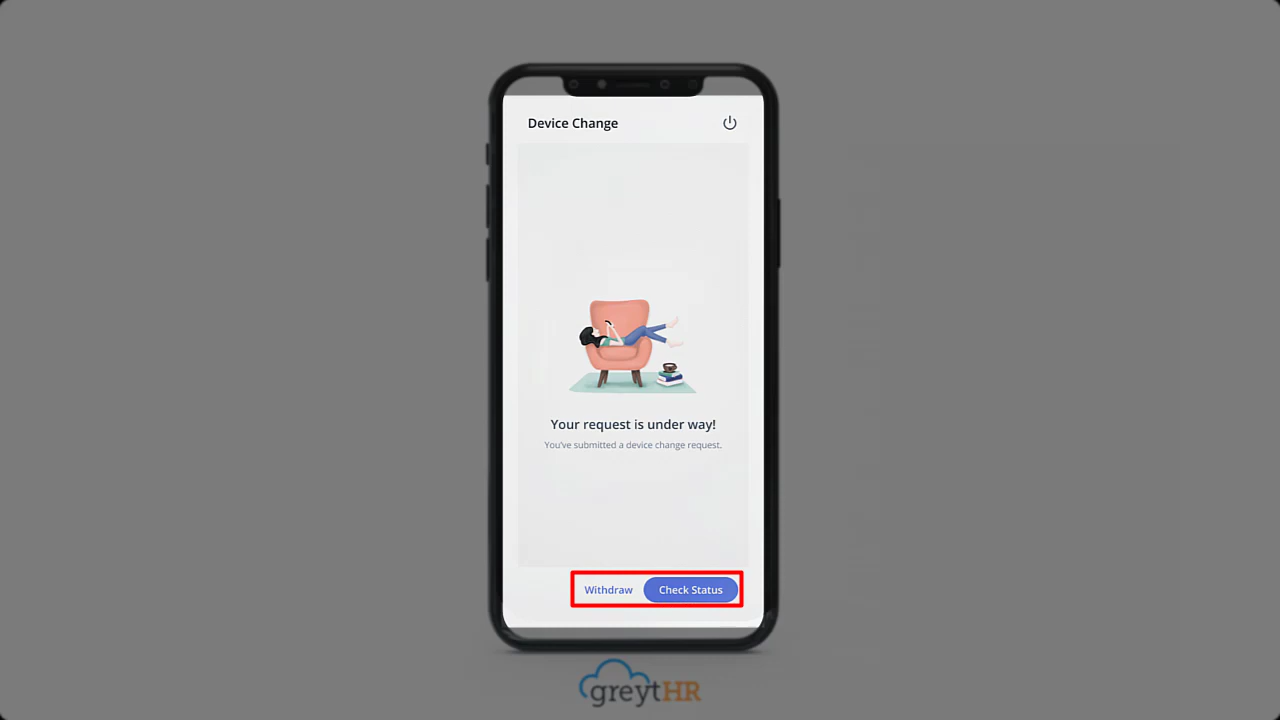 Device Change
Your request is under way!
You've submitted a device change request.
Withdraw
Check Status
greytHR